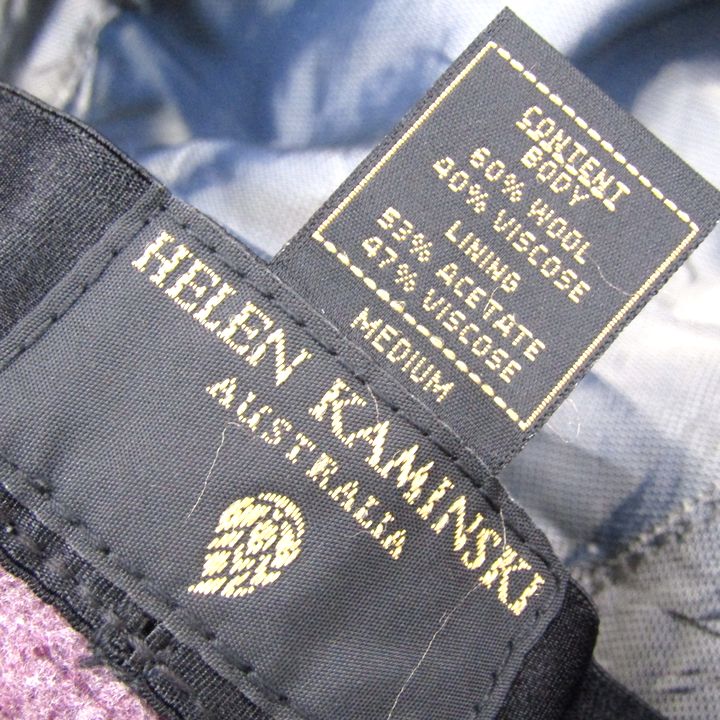 CONTENT
BODY
60% WOOL
40% VISCOSE
LINING
53% ACETATE
47% VISCOSE
MEDIUM
HELEN KAMINSKI
AUSTRALIA